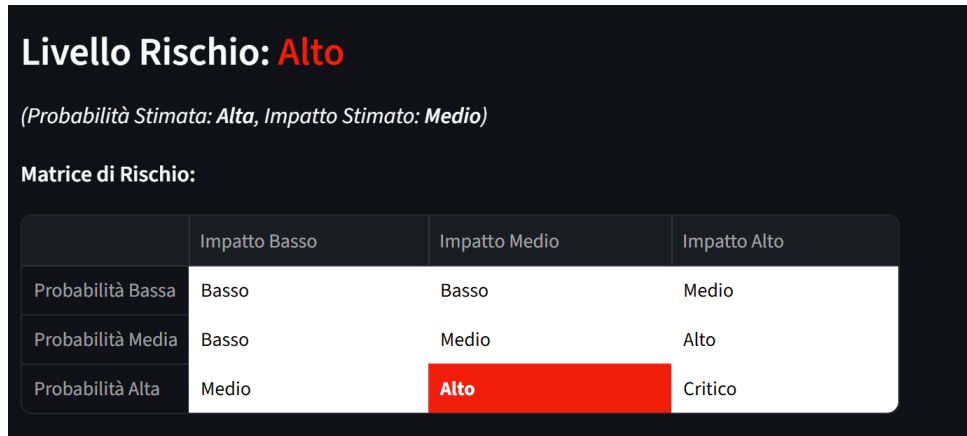 Livello Rischio: Alto
(Probabilità Stimata: Alta, Impatto Stimato: Medio)
Matrice di Rischio:
Impatto Basso Impatto Medio Impatto Alto
Probabilità Bassa Basso Basso Medio
Probabilità Media Basso Medio Alto
Probabilità Alta Medio Alto Critico